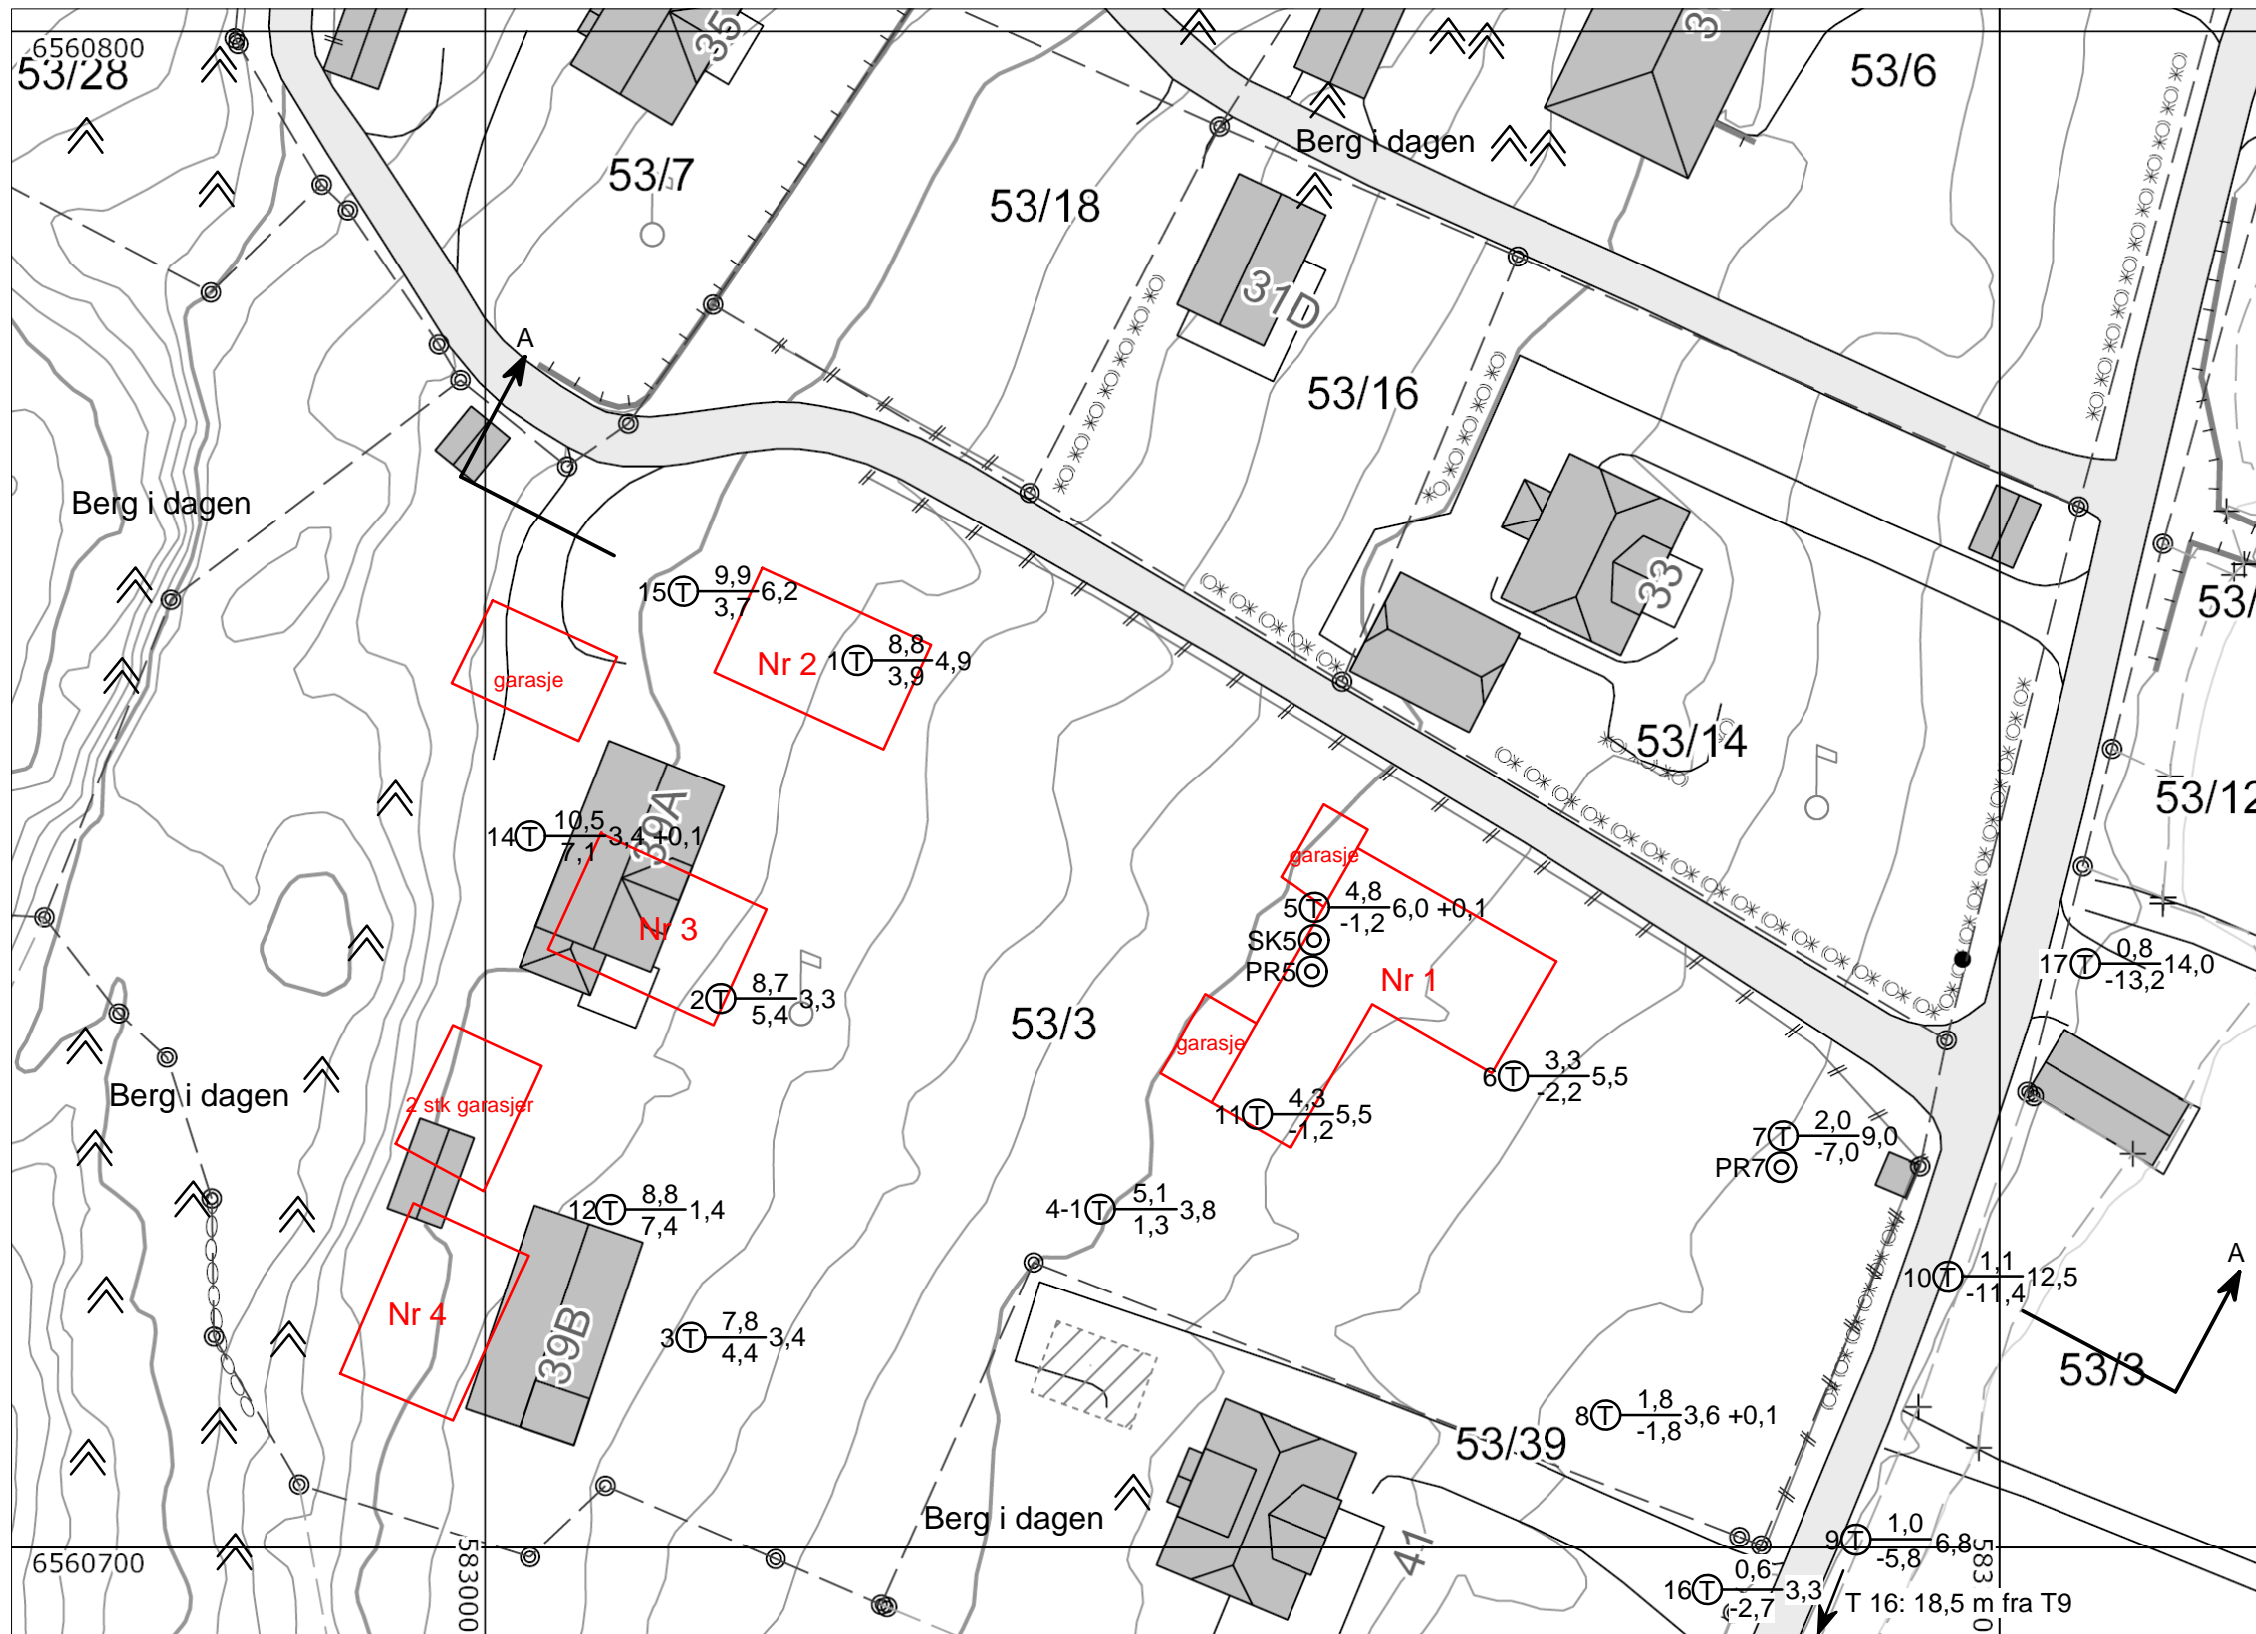 6560800
53/28
35
53/6
Berg i dagen
53/7
53/18
31D
A
53/16
Berg i dagen
15 T 9,9 6,2
3,7
53/
33
Nr 2
1 T 8,8 4,9
3,9
garasje
53/14
53/12
14 T 10,5 3,4 +0,1
7,1
39A
garasje
5 T 4,8 6,0 +0,1
-1,2
Nr 3
SK5
17 T 0,8 14,0
-13,2
PR5
Nr 1
2 T 8,7 3,3
5,4
53/3
garasje
6 T 3,3 5,5
-2,2
Berg i dagen
2 stk garasjer
11 T 4,3 5,5
-1,2
7 T 2,0 9,0
-7,0
PR7
12 T 8,8 1,4
7,4
4-1 T 5,1 3,8
1,3
A
10 T 1,1 12,5
-11,4
Nr 4
39B
3 T 7,8 3,4
4,4
53/3
8 T 1,8 3,6 +0,1
-1,8
53/39
Berg i dagen
41
9 T 1,0 6,8
-5,8
6560700
583000
16 T 0,6 3,3
-2,7
T 16: 18,5 m fra T9